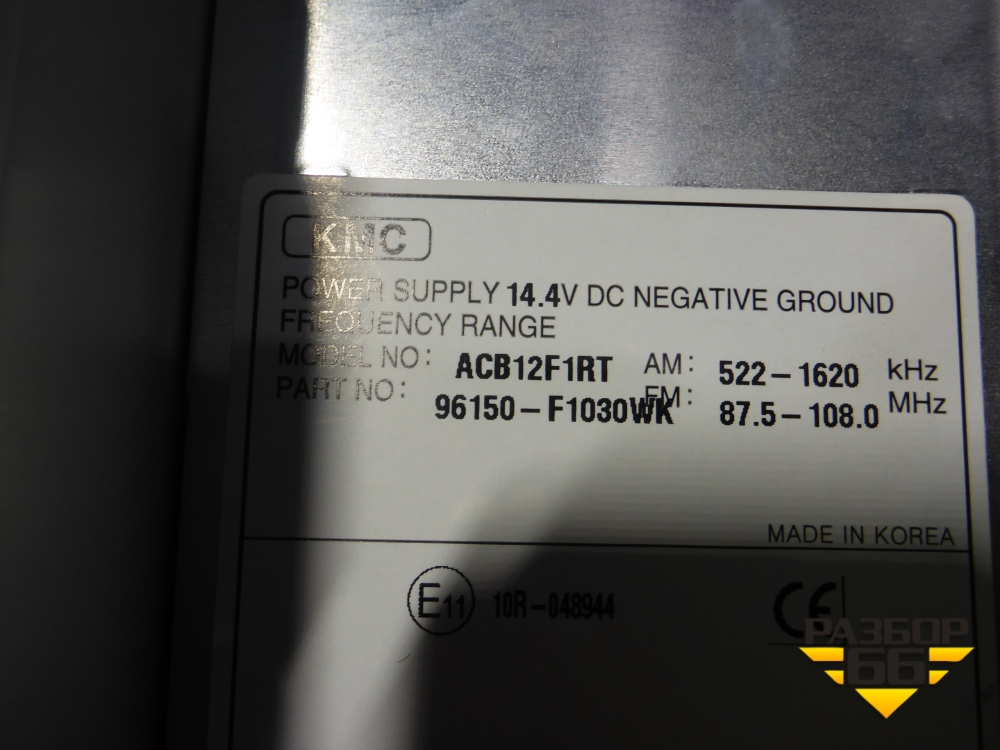 KMC
POWER SUPPLY 14.4V DC NEGATIVE GROUND
FREQUENCY RANGE
MODEL NO: ACB12F1RT AM: 522-1620 kHz
PART NO: 96150-F1030WK FM: 87.5-108.0 MHz
MADE IN KOREA
E11 10R-048944 CE
РАЗБОР
66